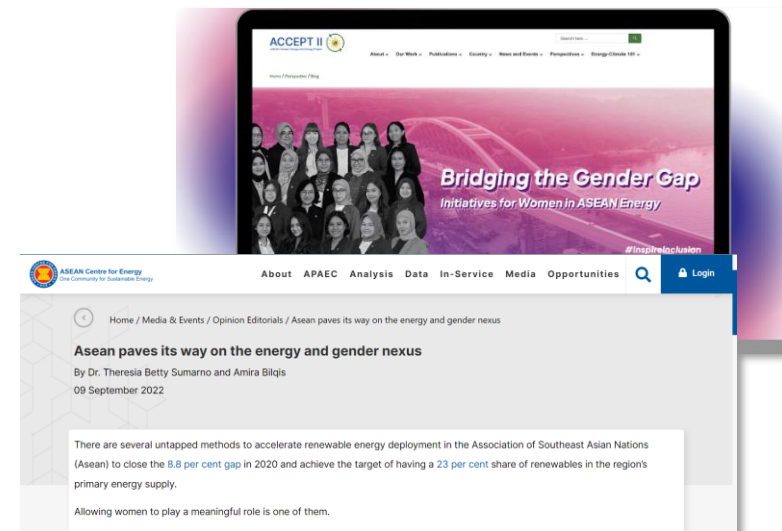 ACCEPT II
Search here ...
About Our Work Publications Country News and Events Perspectives Energy-Climate 101
Home / Perspective / Blog
Bridging the Gender Gap
Initiatives for Women in ASEAN Energy
#InspireInclusion
ASEAN Centre for Energy
One Community for Sustainable Energy
About APAEC Analysis Data In-Service Media Opportunities Login
Home / Media & Events / Opinion Editorials / Asean paves its way on the energy and gender nexus
Asean paves its way on the energy and gender nexus
By Dr. Theresia Betty Sumarno and Amira Bilqis
09 September 2022
There are several untapped methods to accelerate renewable energy deployment in the Association of Southeast Asian Nations
(Asean) to close the 8.8 per cent gap in 2020 and achieve the target of having a 23 per cent share of renewables in the region's
primary energy supply.
Allowing women to play a meaningful role is one of them.